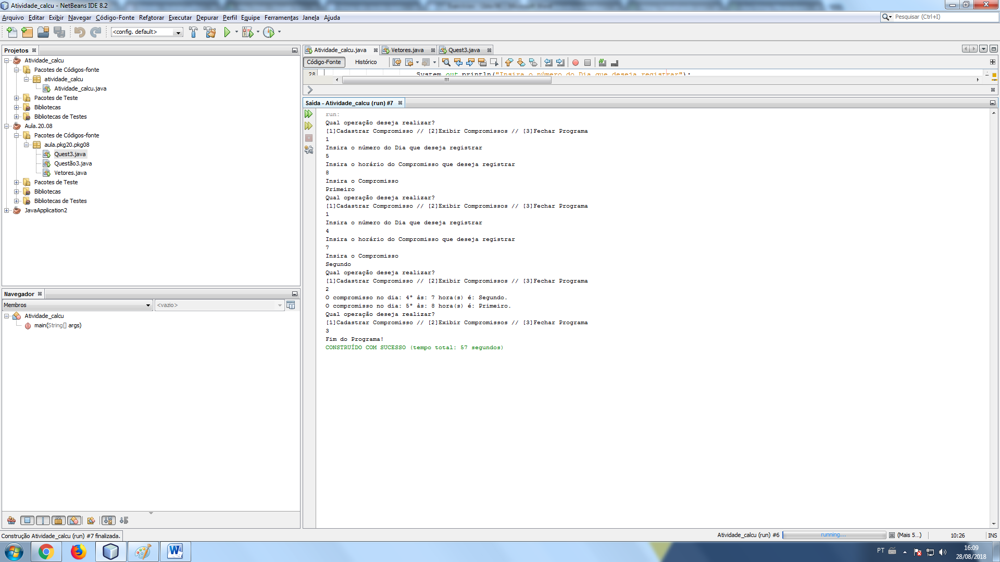 Atividade_calcu - NetBeans IDE 8.2
Arquivo Editar Exibir Navegar Código-Fonte Refatorar Executar Depurar Perfil Equipe Ferramentas Janela Ajuda
Pesquisar (Ctrl+I)
<config. default>
Projetos
Atividade_calcu
Pacotes de Códigos-fonte
atividade_calcu
Atividade_calcu.java
Pacotes de Teste
Bibliotecas
Bibliotecas de Testes
Aula.20.08
Pacotes de Códigos-fonte
aula.pkg20.pkg08
Quest3.java
Questão3.java
Vetores.java
Pacotes de Teste
Bibliotecas
Bibliotecas de Testes
JavaApplication2
Navegador
Membros
<vazio>
Atividade_calcu
main(String[] args)
Atividade_calcu.java Vetores.java Quest3.java
Código-Fonte Histórico
28 System.out.println("Insira o número do Dia que deseja registrar");
Saída - Atividade_calcu (run) #7
run:
Qual operação deseja realizar?
[1]Cadastrar Compromisso // [2]Exibir Compromissos // [3]Fechar Programa
1
Insira o número do Dia que deseja registrar
5
Insira o horário do Compromisso que deseja registrar
8
Insira o Compromisso
Primeiro
Qual operação deseja realizar?
[1]Cadastrar Compromisso // [2]Exibir Compromissos // [3]Fechar Programa
1
Insira o número do Dia que deseja registrar
4
Insira o horário do Compromisso que deseja registrar
7
Insira o Compromisso
Segundo
Qual operação deseja realizar?
[1]Cadastrar Compromisso // [2]Exibir Compromissos // [3]Fechar Programa
2
O compromisso no dia: 4º às: 7 hora(s) é: Segundo.
O compromisso no dia: 5º às: 8 hora(s) é: Primeiro.
Qual operação deseja realizar?
[1]Cadastrar Compromisso // [2]Exibir Compromissos // [3]Fechar Programa
3
Fim do Programa!
CONSTRUÍDO COM SUCESSO (tempo total: 57 segundos)
Construção Atividade_calcu (run) #7 finalizada.
Atividade_calcu (run) #6 running... (Mais 5...) 10:26 INS
PT
16:09
28/08/2018